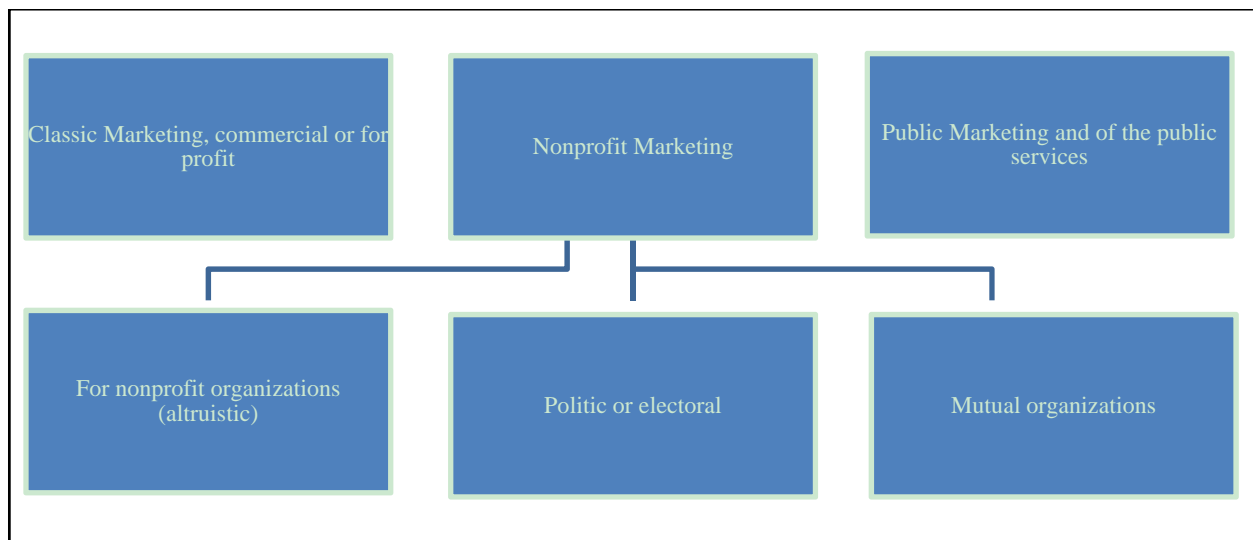 Classic Marketing, commercial or for
profit
Nonprofit Marketing
Public Marketing and of the public
services
For nonprofit organizations
(altruistic)
Politic or electoral
Mutual organizations